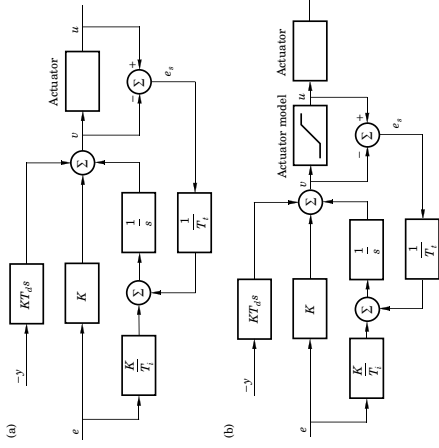 (a)
−y
KT_d s
Actuator
e
K
Σ
v
u
− +
Σ
e_s
K
T_i
Σ
1
s
1
T_t
(b)
−y
KT_d s
Actuator model
Actuator
e
K
Σ
v
u
− +
Σ
e_s
K
T_i
Σ
1
s
1
T_t